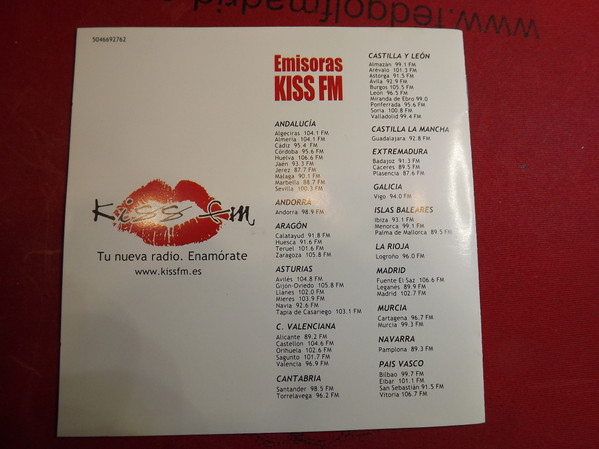 www.fedgolfmadrid.
5046692762
Kiss fm
Tu nueva radio. Enamórate
www.kissfm.es
Emisoras
KISS FM
ANDALUCÍA
Algeciras 104.1 FM
Almería 104.1 FM
Cádiz 95.4 FM
Córdoba 95.6 FM
Huelva 106.6 FM
Jaén 93.3 FM
Jerez 87.7 FM
Málaga 90.1 FM
Marbella 88.7 FM
Sevilla 100.3 FM
ANDORRA
Andorra 98.9 FM
ARAGÓN
Calatayud 91.8 FM
Huesca 91.6 FM
Teruel 101.6 FM
Zaragoza 105.8 FM
ASTURIAS
Avilés 104.8 FM
Gijón-Oviedo 105.8 FM
Llanes 102.0 FM
Mieres 103.9 FM
Navia 92.6 FM
Tapia de Casariego 103.1 FM
C. VALENCIANA
Alicante 89.2 FM
Castellón 104.6 FM
Orihuela 102.6 FM
Sagunto 101.7 FM
Valencia 96.9 FM
CANTABRIA
Santander 98.5 FM
Torrelavega 96.2 FM
CASTILLA Y LEÓN
Almazán 99.1 FM
Arévalo 101.3 FM
Astorga 91.5 FM
Avila 92.9 FM
Burgos 105.5 FM
León 96.5 FM
Miranda de Ebro 99.0
Ponferrada 95.6 FM
Soria 100.8 FM
Valladolid 99.4 FM
CASTILLA LA MANCHA
Guadalajara 92.8 FM
EXTREMADURA
Badajoz 91.3 FM
Cáceres 89.5 FM
Plasencia 87.6 FM
GALICIA
Vigo 94.0 FM
ISLAS BALEARES
Ibiza 93.1 FM
Menorca 99.1 FM
Palma de Mallorca 89.5 FM
LA RIOJA
Logroño 96.0 FM
MADRID
Fuente El Saz 106.6 FM
Leganés 89.9 FM
Madrid 102.7 FM
MURCIA
Cartagena 96.7 FM
Murcia 99.3 FM
NAVARRA
Pamplona 89.3 FM
PAIS VASCO
Bilbao 99.7 FM
Eibar 101.1 FM
San Sebastián 91.5 FM
Vitoria 106.7 FM